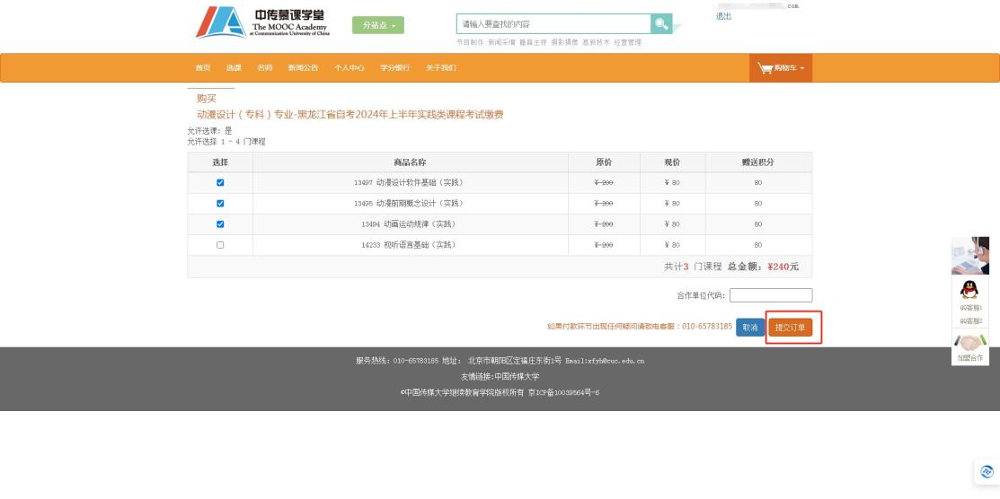 中传慕课学堂
The MOOC Academy
at Communication University of China
分站点
请输入要查找的内容
com
退出
节目制作 新闻采编 播音主持 摄影摄像 高新技术 经营管理
首页 选课 名师 新闻公告 个人中心 学分银行 关于我们 购物车
购买
动漫设计（专科）专业-黑龙江省自考2024年上半年实践类课程考试缴费
允许选课: 是
允许选择 1 - 4 门课程
选择 商品名称 原价 现价 赠送积分
13497 动漫设计软件基础（实践） ¥ 200 ¥ 80 80
13495 动漫前期概念设计（实践） ¥ 200 ¥ 80 80
13494 动画运动规律（实践） ¥ 200 ¥ 80 80
14233 视听语言基础（实践） ¥ 200 ¥ 80 80
共计3 门课程 总金额：¥240元
合作单位代码:
如果付款环节出现任何疑问请致电客服：010-65783185 取消 提交订单
QQ客服1
QQ客服2
加盟合作
服务热线：010-65783185 地址： 北京市朝阳区定福庄东街1号 Email:xfyh@cuc.edu.cn
友情链接:中国传媒大学
©中国传媒大学继续教育学院版权所有 京ICP备10039564号-6